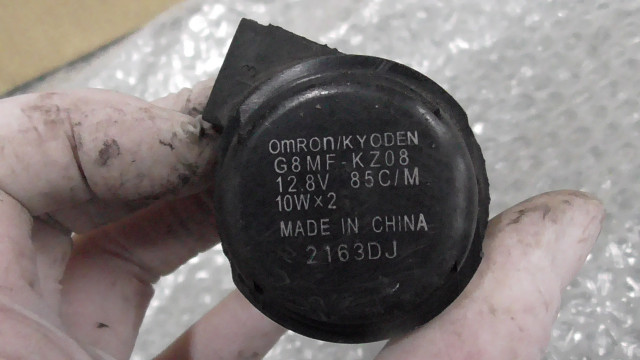 OMRON/KYODEN
G8MF-KZ08
12.8V 85C/M
10W×2
MADE IN CHINA
2163DJ